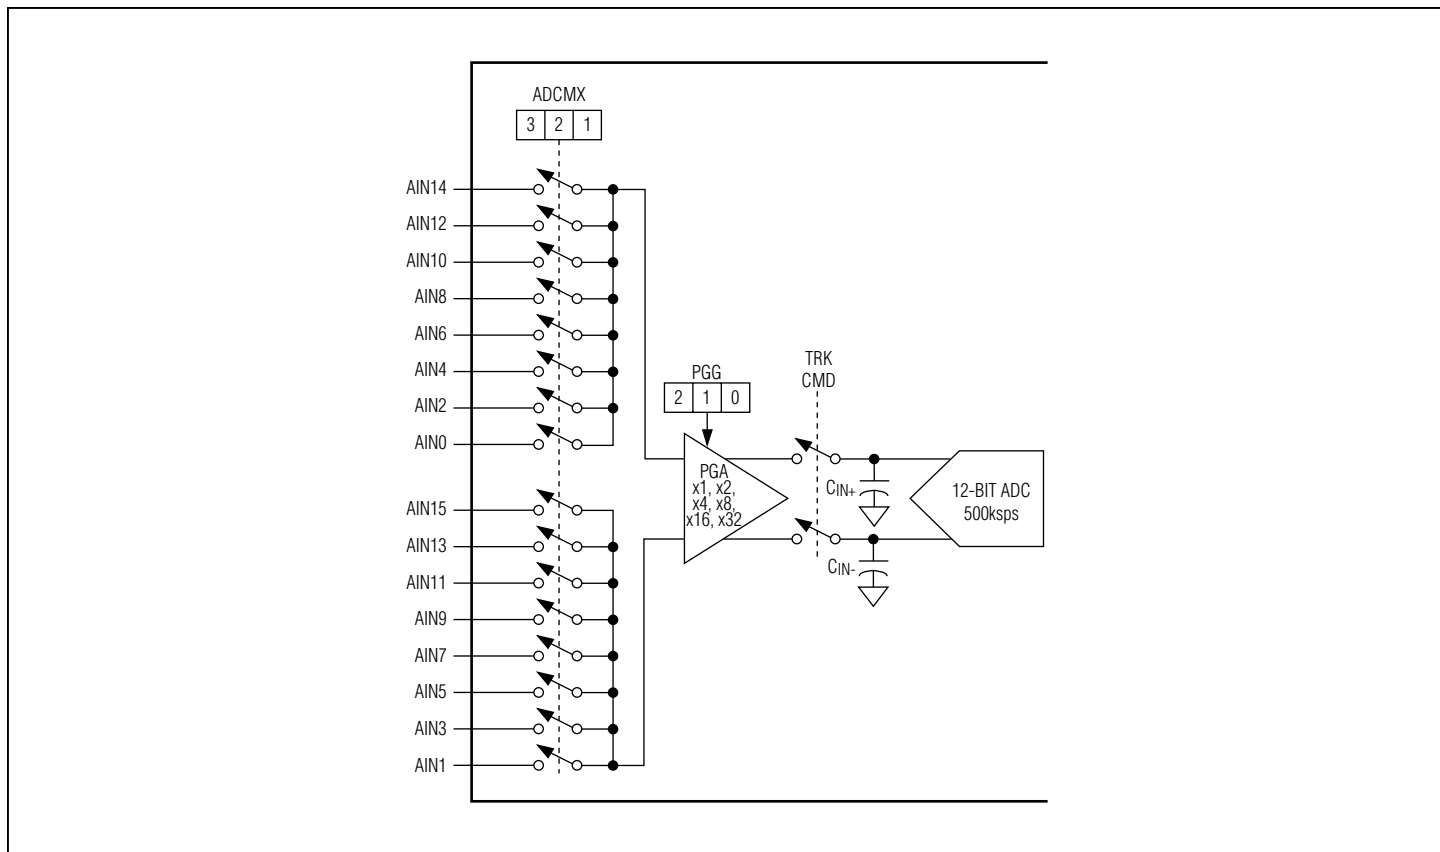 ADCMX
3 2 1
AIN14
AIN12
AIN10
AIN8
AIN6
AIN4
AIN2
AIN0
AIN15
AIN13
AIN11
AIN9
AIN7
AIN5
AIN3
AIN1
PGG
2 1 0
PGA
x1, x2,
x4, x8,
x16, x32
TRK
CMD
CIN+
CIN-
12-BIT ADC
500ksps